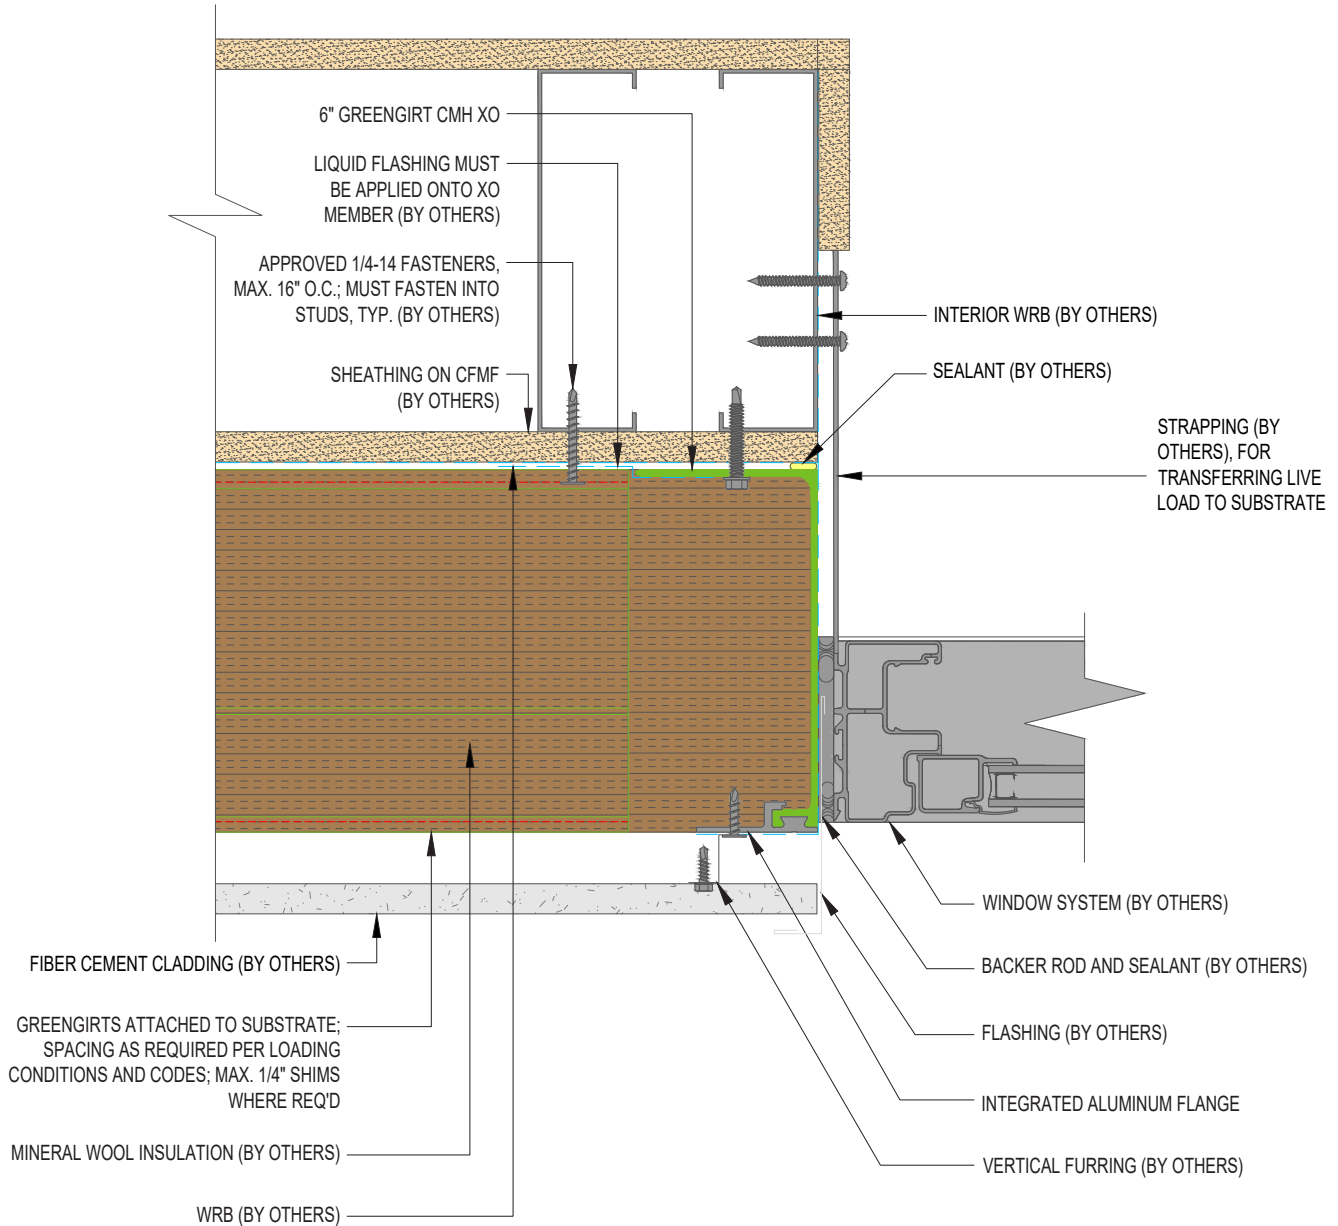 6" GREENGIRT CMH XO
LIQUID FLASHING MUST
BE APPLIED ONTO XO
MEMBER (BY OTHERS)
APPROVED 1/4-14 FASTENERS,
MAX. 16" O.C.; MUST FASTEN INTO
STUDS, TYP. (BY OTHERS)
SHEATHING ON CFMF
(BY OTHERS)
INTERIOR WRB (BY OTHERS)
SEALANT (BY OTHERS)
STRAPPING (BY
OTHERS), FOR
TRANSFERRING LIVE
LOAD TO SUBSTRATE
FIBER CEMENT CLADDING (BY OTHERS)
GREENGIRTS ATTACHED TO SUBSTRATE;
SPACING AS REQUIRED PER LOADING
CONDITIONS AND CODES; MAX. 1/4" SHIMS
WHERE REQ'D
MINERAL WOOL INSULATION (BY OTHERS)
WRB (BY OTHERS)
WINDOW SYSTEM (BY OTHERS)
BACKER ROD AND SEALANT (BY OTHERS)
FLASHING (BY OTHERS)
INTEGRATED ALUMINUM FLANGE
VERTICAL FURRING (BY OTHERS)